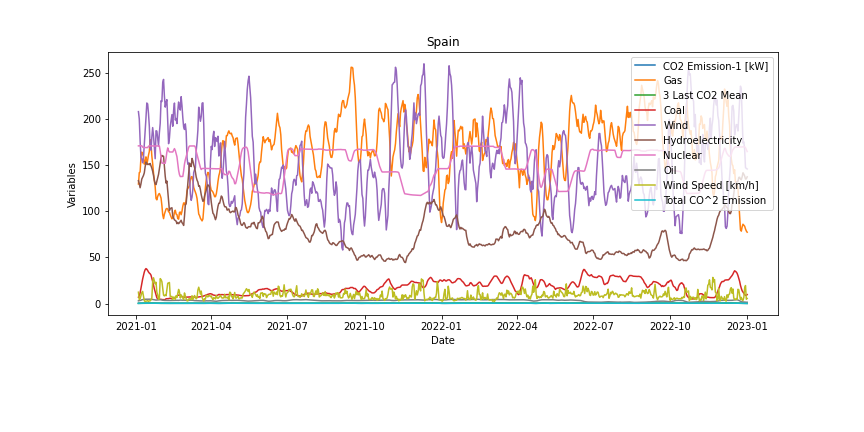 Spain
Variables
250
200
150
100
50
0
CO2 Emission-1 [kW]
Gas
3 Last CO2 Mean
Coal
Wind
Hydroelectricity
Nuclear
Oil
Wind Speed [km/h]
Total CO^2 Emission
2021-01 2021-04 2021-07 2021-10 2022-01 2022-04 2022-07 2022-10 2023-01
Date